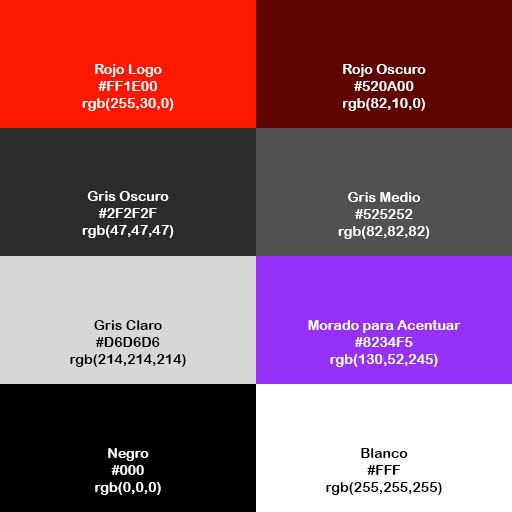 Rojo Logo
#FF1E00
rgb(255,30,0)
Rojo Oscuro
#520A00
rgb(82,10,0)
Gris Oscuro
#2F2F2F
rgb(47,47,47)
Gris Medio
#525252
rgb(82,82,82)
Gris Claro
#D6D6D6
rgb(214,214,214)
Morado para Acentuar
#8234F5
rgb(130,52,245)
Negro
#000
rgb(0,0,0)
Blanco
#FFF
rgb(255,255,255)